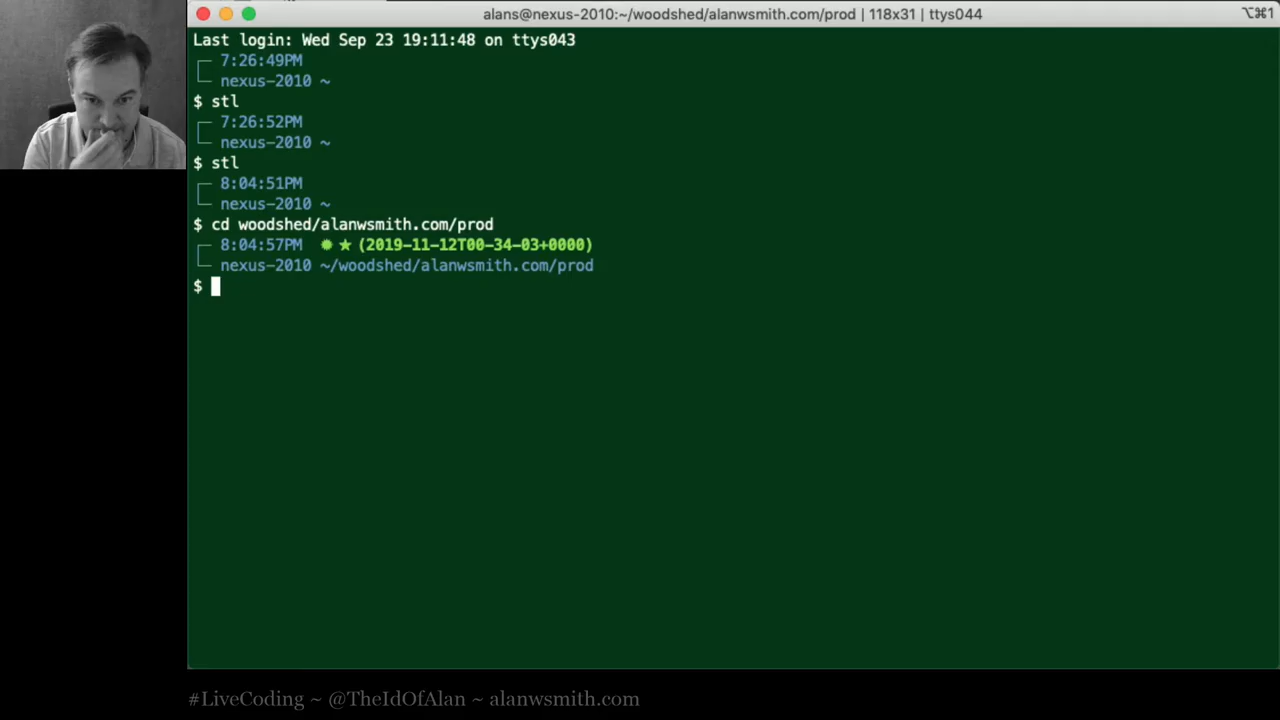 alans@nexus-2010:~/woodshed/alanwsmith.com/prod | 118x31 | ttys044
⌥⌘1
Last login: Wed Sep 23 19:11:48 on ttys043
7:26:49PM
nexus-2010 ~
$ stl
7:26:52PM
nexus-2010 ~
$ stl
8:04:51PM
nexus-2010 ~
$ cd woodshed/alanwsmith.com/prod
8:04:57PM ✹ ★ (2019-11-12T00-34-03+0000)
nexus-2010 ~/woodshed/alanwsmith.com/prod
$
#LiveCoding ~ @TheIdOfAlan ~ alanwsmith.com